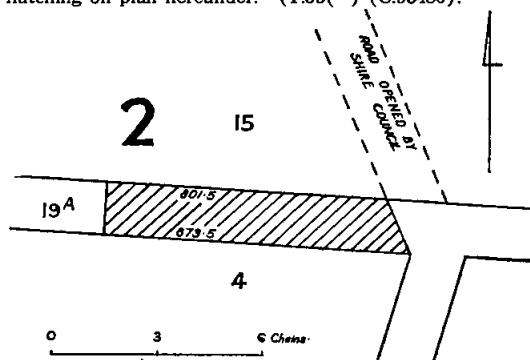 hatching on plan hereunder.
ROAD OPENED BY
SHIRE COUNCIL
2
15
801·5
19A
873·5
4
0 3 6 Chains.